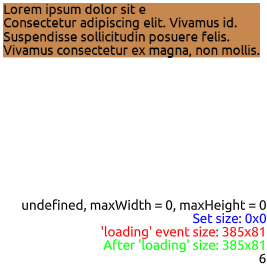 Lorem ipsum dolor sit e
Consectetur adipiscing elit. Vivamus id.
Suspendisse sollicitudin posuere felis.
Vivamus consectetur ex magna, non mollis.
undefined, maxWidth = 0, maxHeight = 0
Set size: 0x0
'loading' event size: 385x81
After 'loading' size: 385x81
6